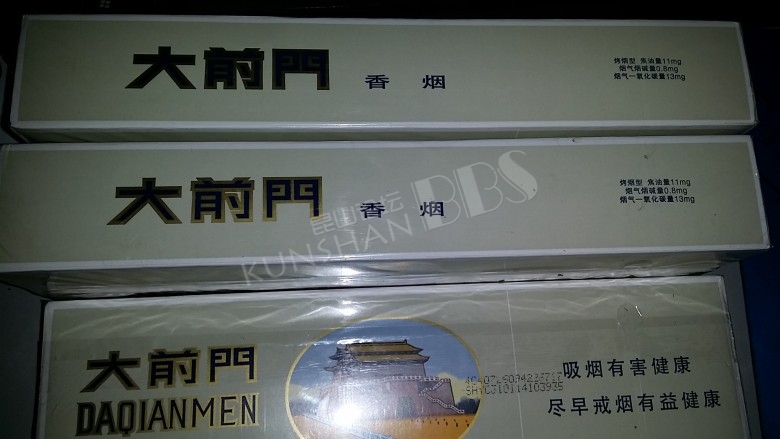 大前門 香烟
烤烟型 焦油量11mg
烟气烟碱量0.8mg
烟气一氧化碳量13mg
大前門 香烟
烤烟型 焦油量11mg
烟气烟碱量0.8mg
烟气一氧化碳量13mg
昆山论坛 BBS
KUNSHAN
大前門
DAQIANMEN
吸烟有害健康
尽早戒烟有益健康